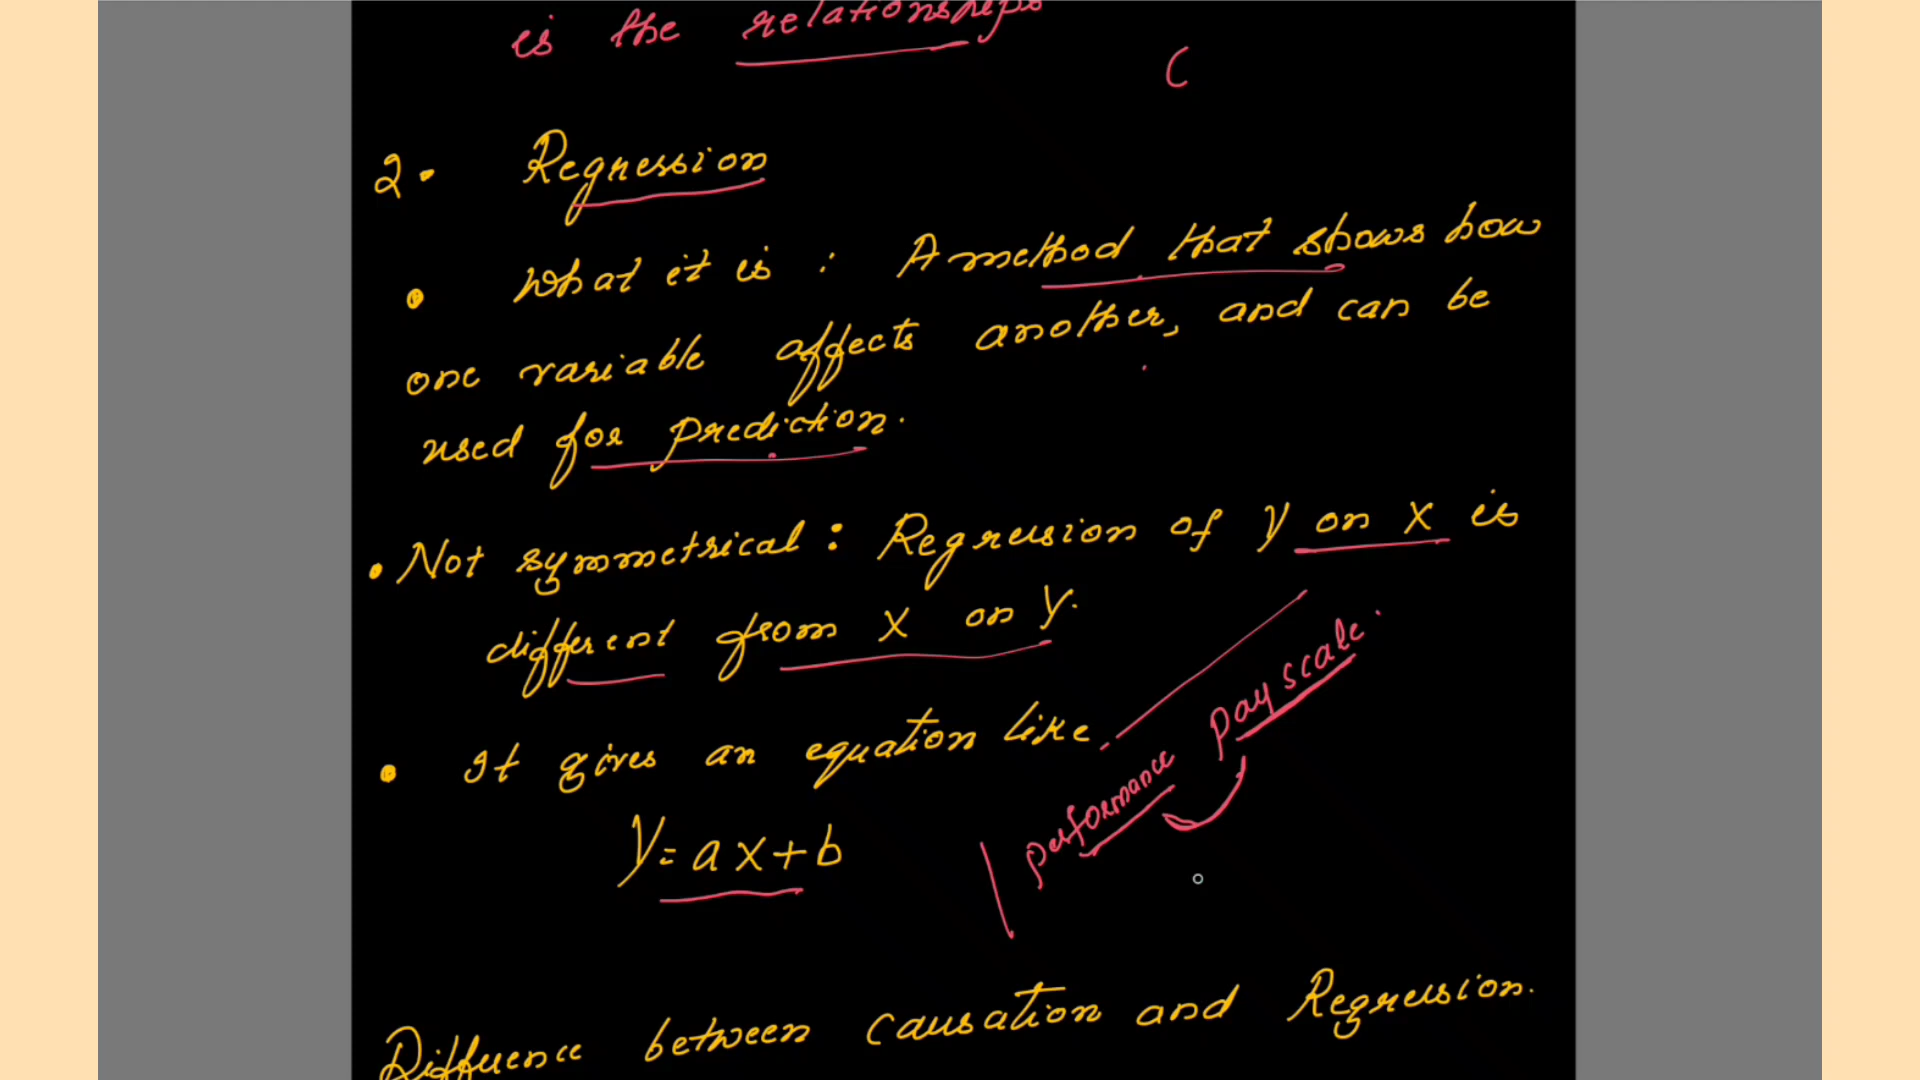 is the relationships
C
2. Regression
• What it is : A method that shows how
one variable affects another, and can be
used for prediction.
• Not symmetrical : Regression of Y on X is
different from X on Y.
• It gives an equation like
Y = a x + b
performance pay scale.
Difference between Causation and Regression.